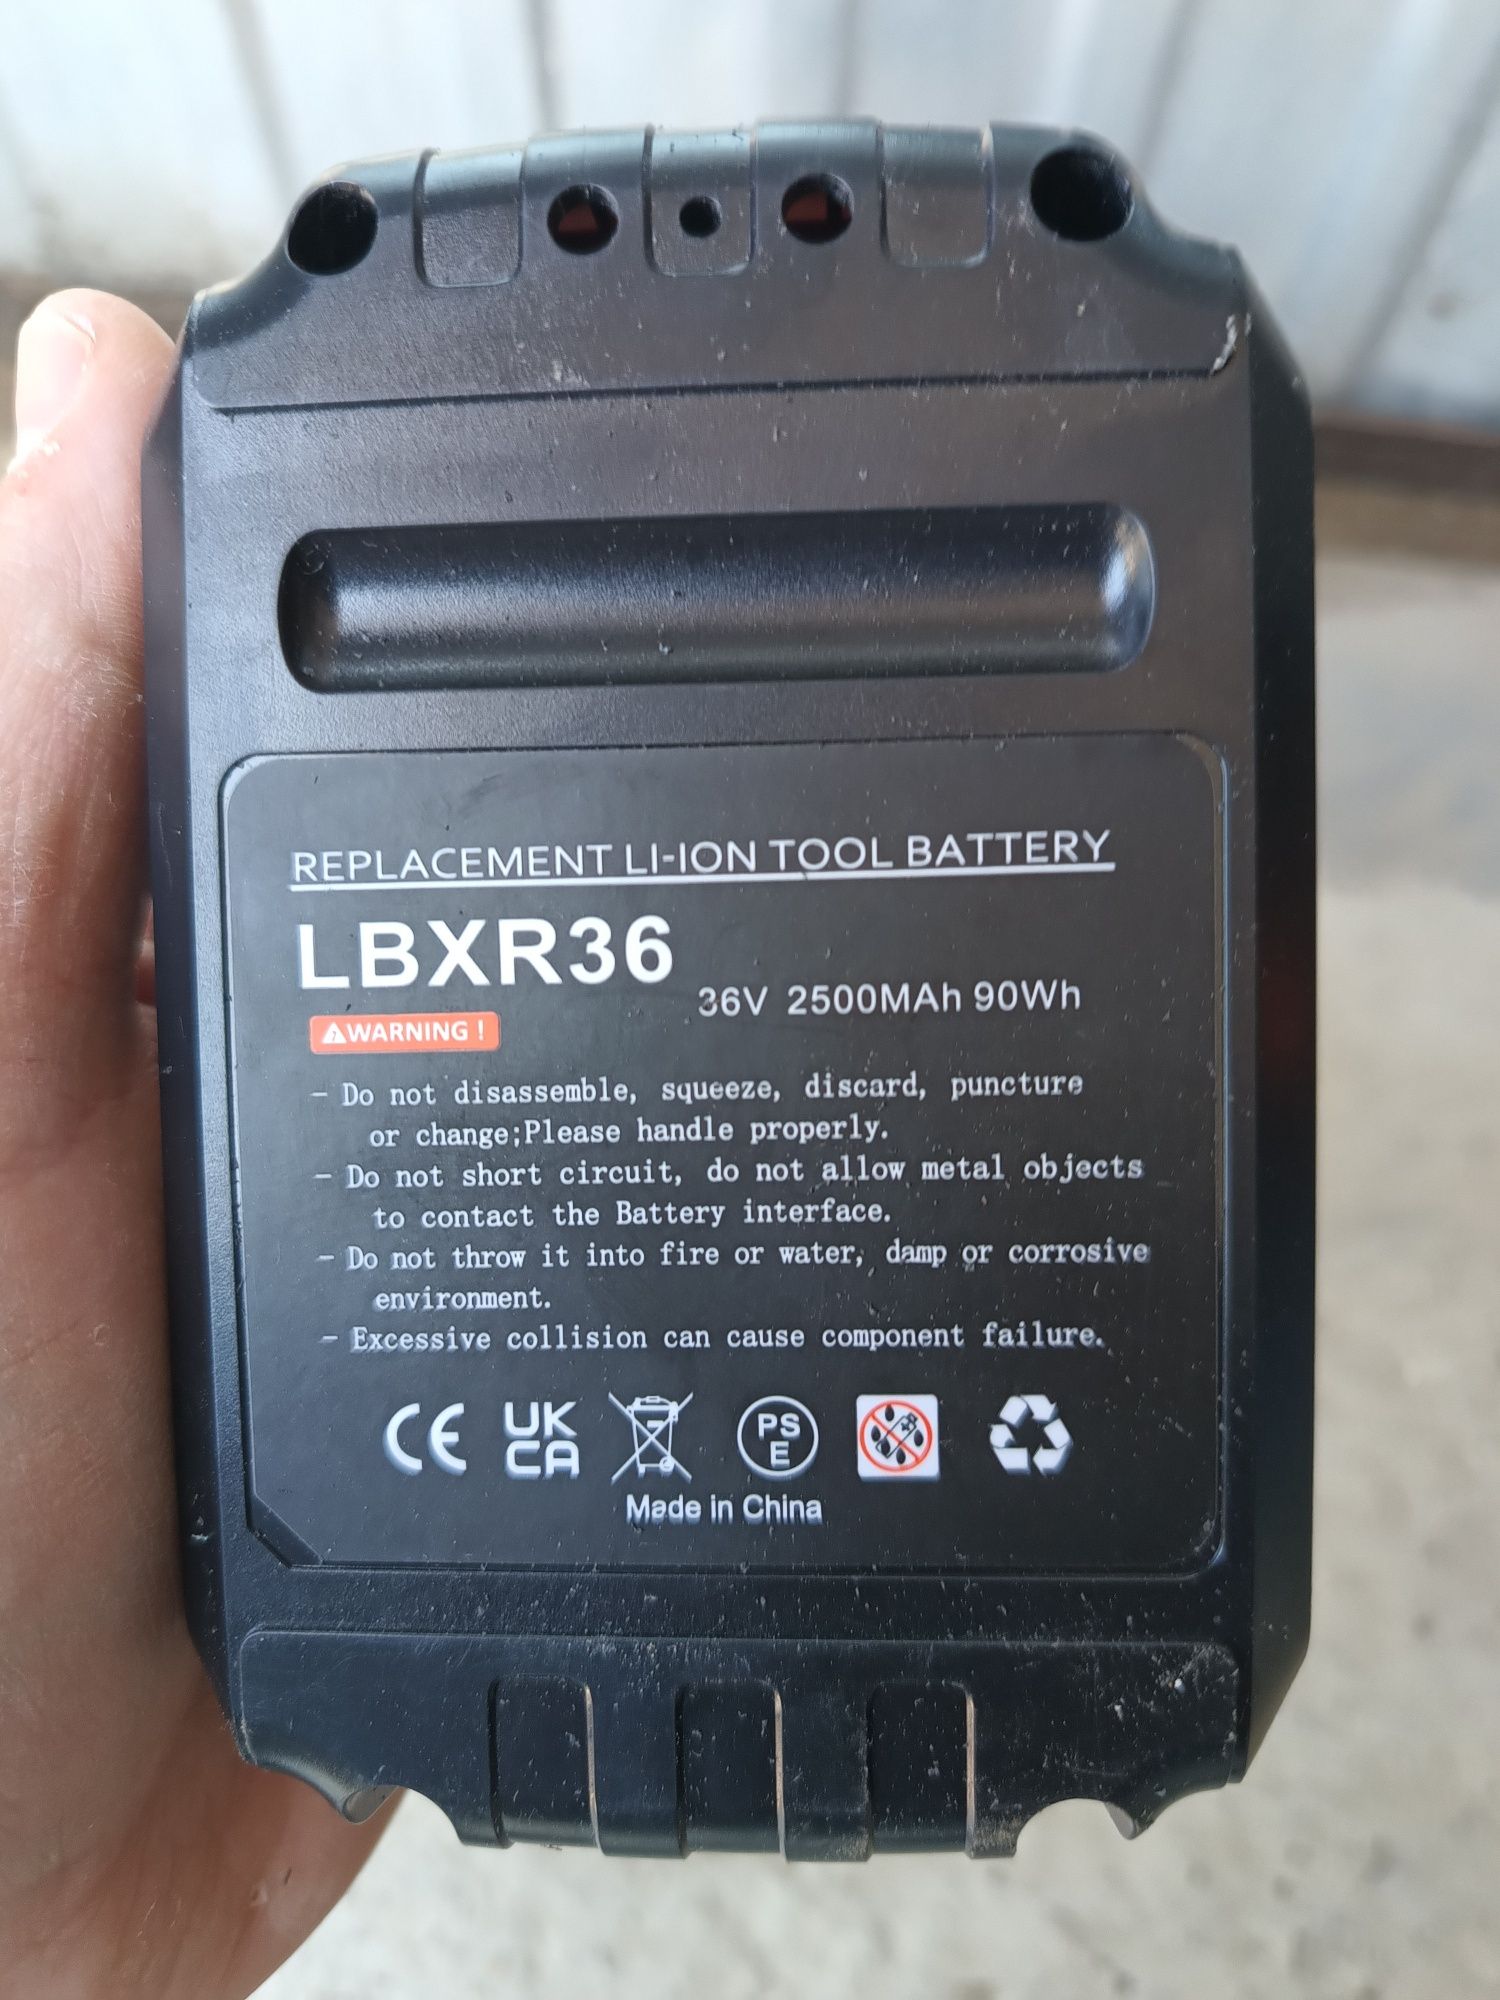 REPLACEMENT LI-ION TOOL BATTERY
LBXR36
36V 2500MAh 90Wh
WARNING !
- Do not disassemble, squeeze, discard, puncture
or change;Please handle properly.
- Do not short circuit, do not allow metal objects
to contact the Battery interface.
- Do not throw it into fire or water, damp or corrosive
environment.
- Excessive collision can cause component failure.
CE UK CA PS E
Made in China